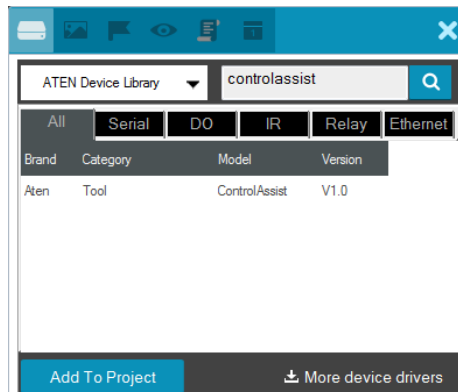 ATEN Device Library controlassist
All Serial DO IR Relay Ethernet
Brand Category Model Version
Aten Tool ControlAssist V1.0
Add To Project More device drivers